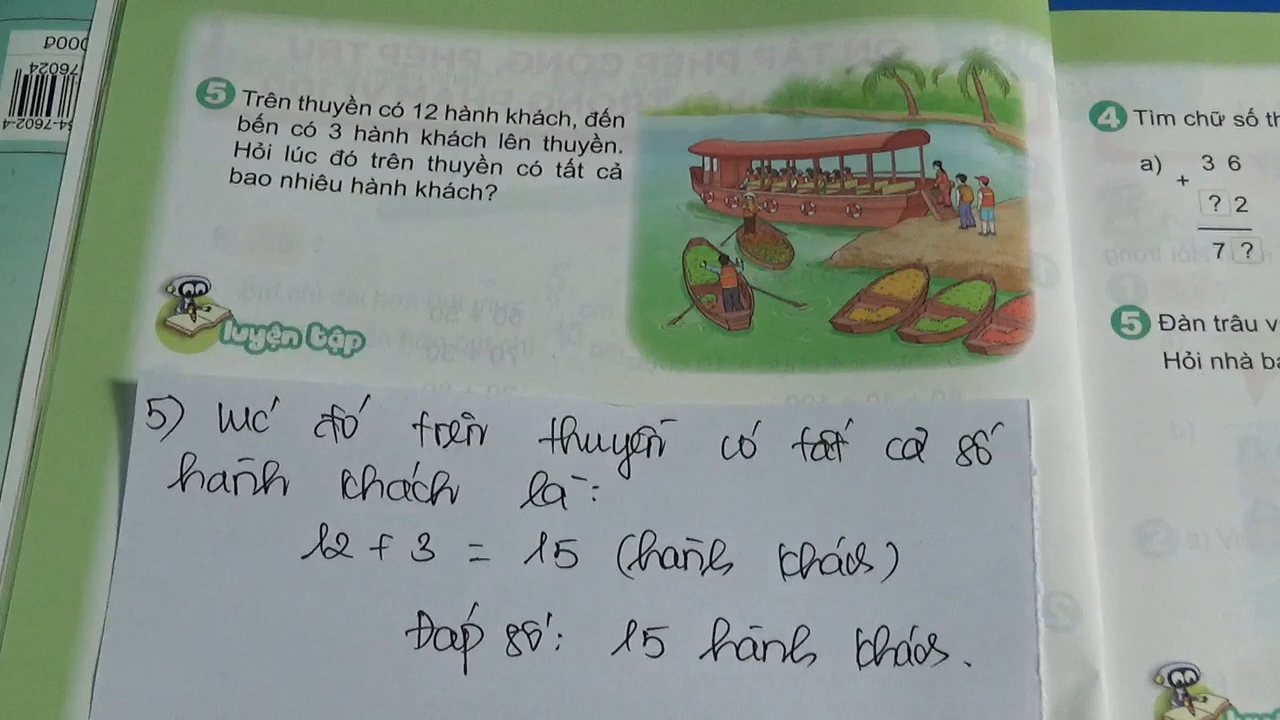 5 Trên thuyền có 12 hành khách, đến
bến có 3 hành khách lên thuyền.
Hỏi lúc đó trên thuyền có tất cả
bao nhiêu hành khách?
luyện tập
5) lúc đó trên thuyền có tất cả số
hành khách là:
12 + 3 = 15 (hành khách)
Đáp số: 15 hành khách.
4 Tìm chữ số
a) 3 6
+
? 2
7 ?
5 Đàn trâu
Hỏi nhà